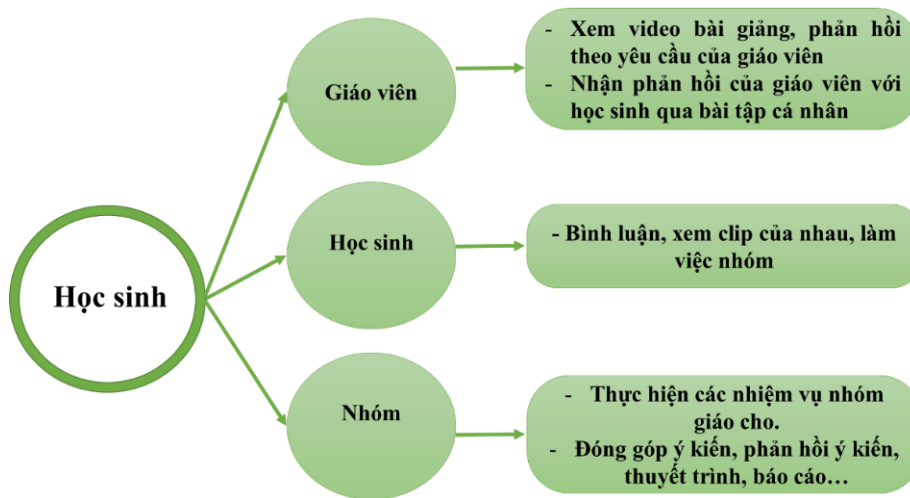 Học sinh
Giáo viên
- Xem video bài giảng, phản hồi
theo yêu cầu của giáo viên
- Nhận phản hồi của giáo viên với
học sinh qua bài tập cá nhân
Học sinh
- Bình luận, xem clip của nhau, làm
việc nhóm
Nhóm
- Thực hiện các nhiệm vụ nhóm
giáo cho.
- Đóng góp ý kiến, phản hồi ý kiến,
thuyết trình, báo cáo…